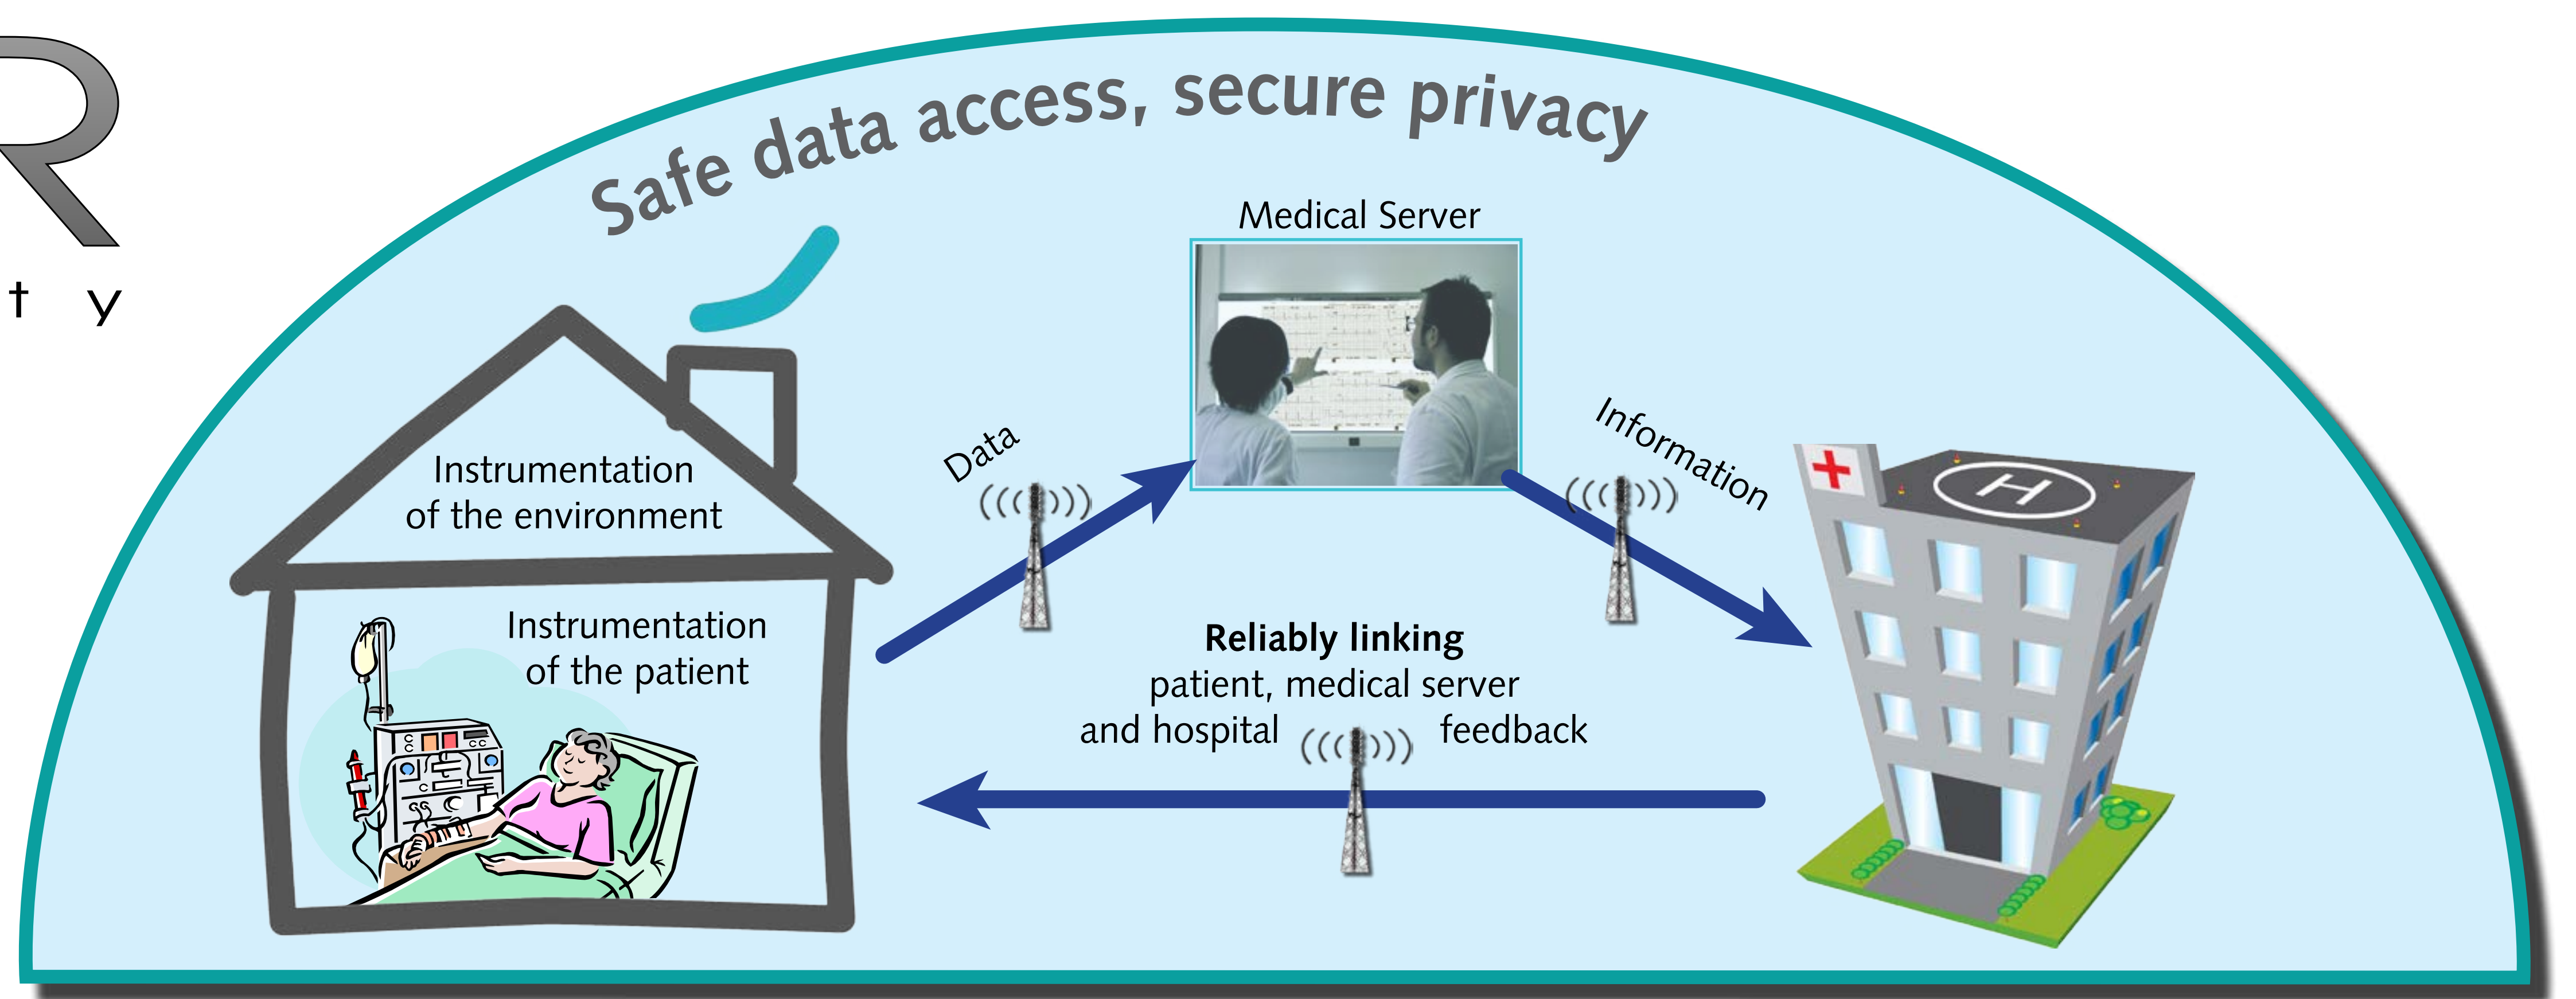 R
t y
Safe data access, secure privacy
Medical Server
Data
Information
Instrumentation
of the environment
Instrumentation
of the patient
Reliably linking
patient, medical server
and hospital feedback
H